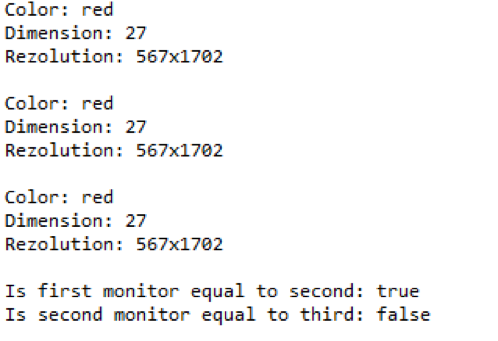 Color: red
Dimension: 27
Rezolution: 567x1702
Color: red
Dimension: 27
Rezolution: 567x1702
Color: red
Dimension: 27
Rezolution: 567x1702
Is first monitor equal to second: true
Is second monitor equal to third: false